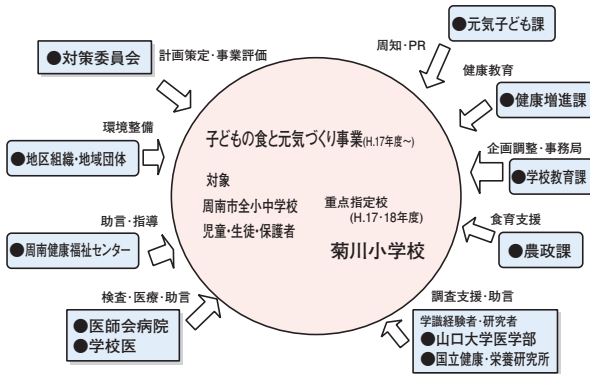 ●元気子ども課
周知・PR
●対策委員会
計画策定・事業評価
健康教育
●健康増進課
環境整備
●地区組織・地域団体
子どもの食と元気づくり事業(H.17年度~)
企画調整・事務局
●学校教育課
対象
周南市全小中学校
児童・生徒・保護者
重点指定校
(H.17・18年度)
菊川小学校
助言・指導
●周南健康福祉センター
食育支援
●農政課
検査・医療・助言
●医師会病院
●学校医
調査支援・助言
学識経験者・研究者
●山口大学医学部
●国立健康・栄養研究所